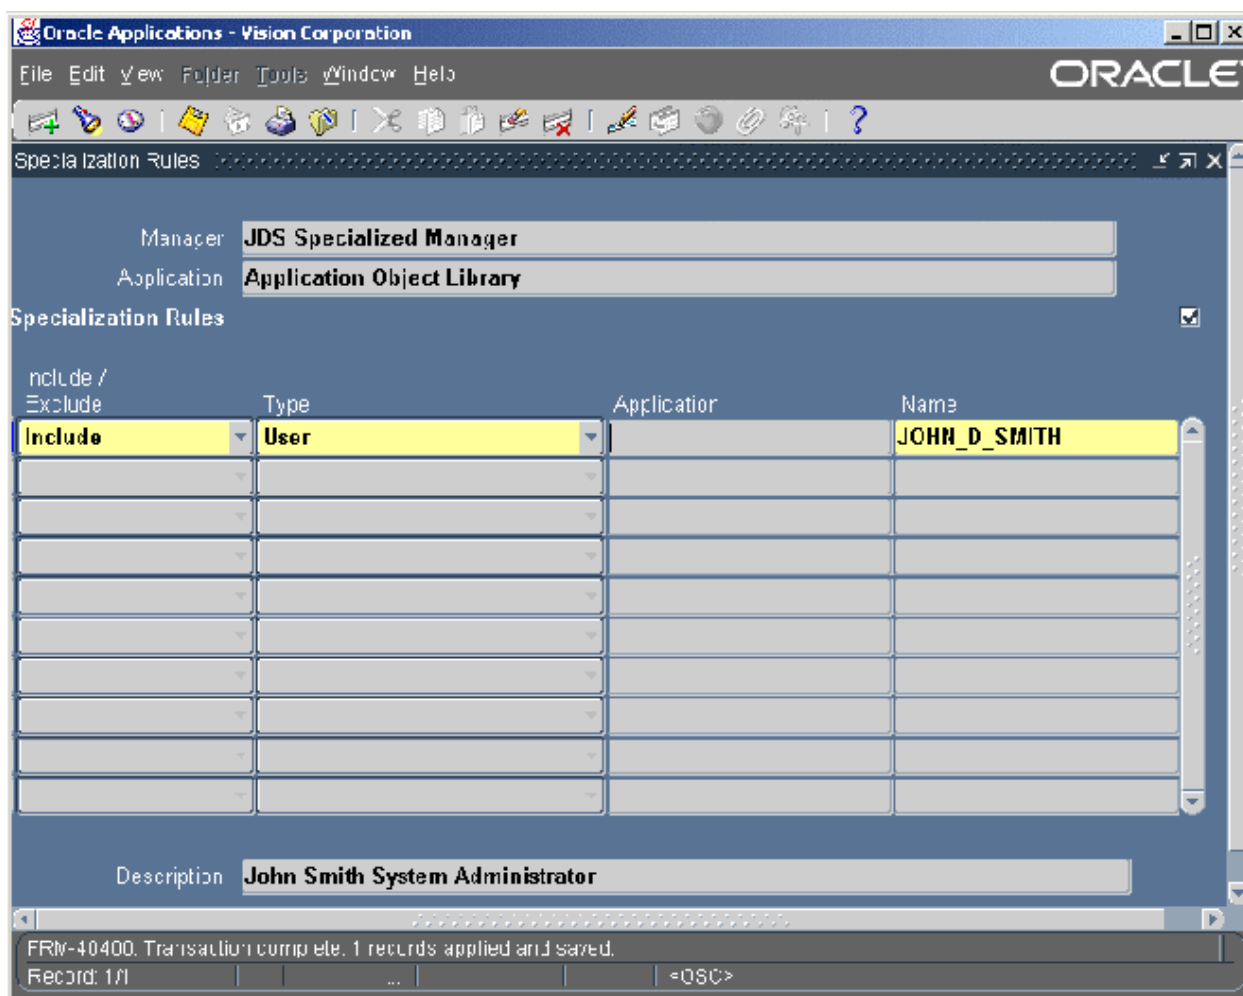 Oracle Applications - Vision Corporation
File Edit View Folder Tools Window Help
ORACLE
Specialization Rules
Manager JDS Specialized Manager
Application Application Object Library
Specialization Rules
Include /
Exclude Type Application Name
Include User JOHN_D_SMITH
Description John Smith System Administrator
FRM-40400: Transaction complete: 1 records applied and saved.
Record: 1/1 ... <OSC>